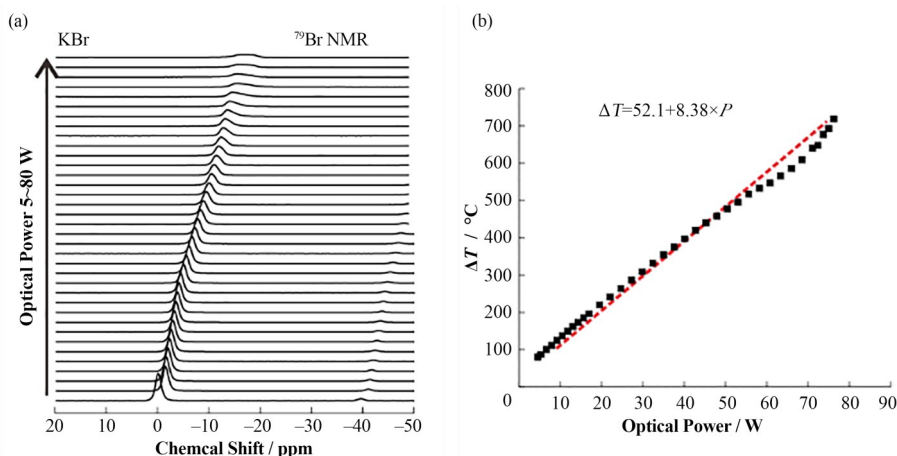 (a)
KBr
⁷⁹Br NMR
Optical Power 5~80 W
20 10 0 –10 –20 –30 –40 –50
Chemcal Shift / ppm
(b)
ΔT=52.1+8.38×P
ΔT / °C
800
700
600
500
400
300
200
100
0 10 20 30 40 50 60 70 80 90
Optical Power / W